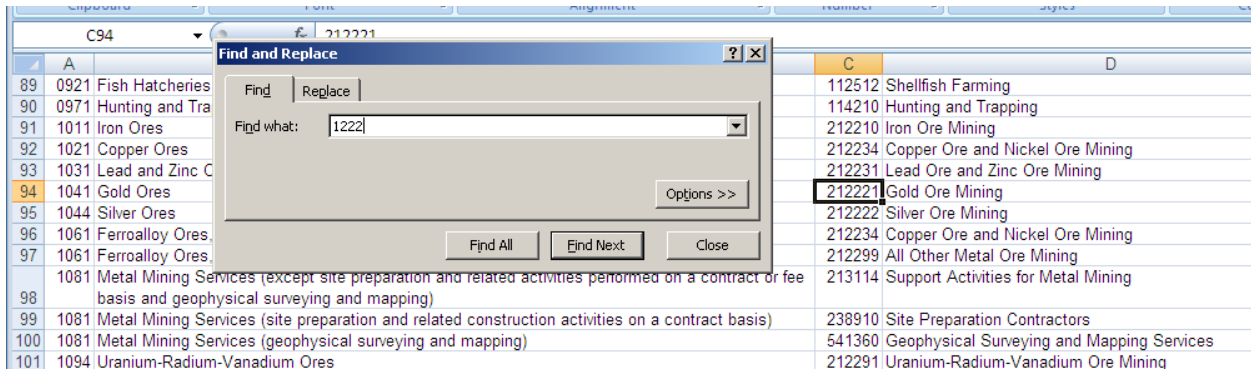 Clipboard Font Alignment Number Styles
C94 fx 212221
Find and Replace
Find Replace
Find what: 1222
Options >>
Find All Find Next Close
A C D
89 0921 Fish Hatcheries 112512 Shellfish Farming
90 0971 Hunting and Tra 114210 Hunting and Trapping
91 1011 Iron Ores 212210 Iron Ore Mining
92 1021 Copper Ores 212234 Copper Ore and Nickel Ore Mining
93 1031 Lead and Zinc O 212231 Lead Ore and Zinc Ore Mining
94 1041 Gold Ores 212221 Gold Ore Mining
95 1044 Silver Ores 212222 Silver Ore Mining
96 1061 Ferroalloy Ores, 212234 Copper Ore and Nickel Ore Mining
97 1061 Ferroalloy Ores, 212299 All Other Metal Ore Mining
1081 Metal Mining Services (except site preparation and related activities performed on a contract or fee 213114 Support Activities for Metal Mining
98 basis and geophysical surveying and mapping)
99 1081 Metal Mining Services (site preparation and related construction activities on a contract basis) 238910 Site Preparation Contractors
100 1081 Metal Mining Services (geophysical surveying and mapping) 541360 Geophysical Surveying and Mapping Services
101 1094 Uranium-Radium-Vanadium Ores 212291 Uranium-Radium-Vanadium Ore Mining